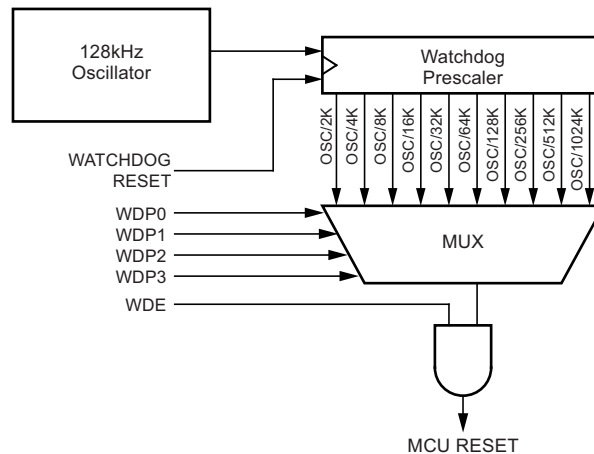 128kHz
Oscillator
Watchdog
Prescaler
OSC/2K
OSC/4K
OSC/8K
OSC/16K
OSC/32K
OSC/64K
OSC/128K
OSC/256K
OSC/512K
OSC/1024K
WATCHDOG
RESET
WDP0
WDP1
WDP2
WDP3
MUX
WDE
MCU RESET